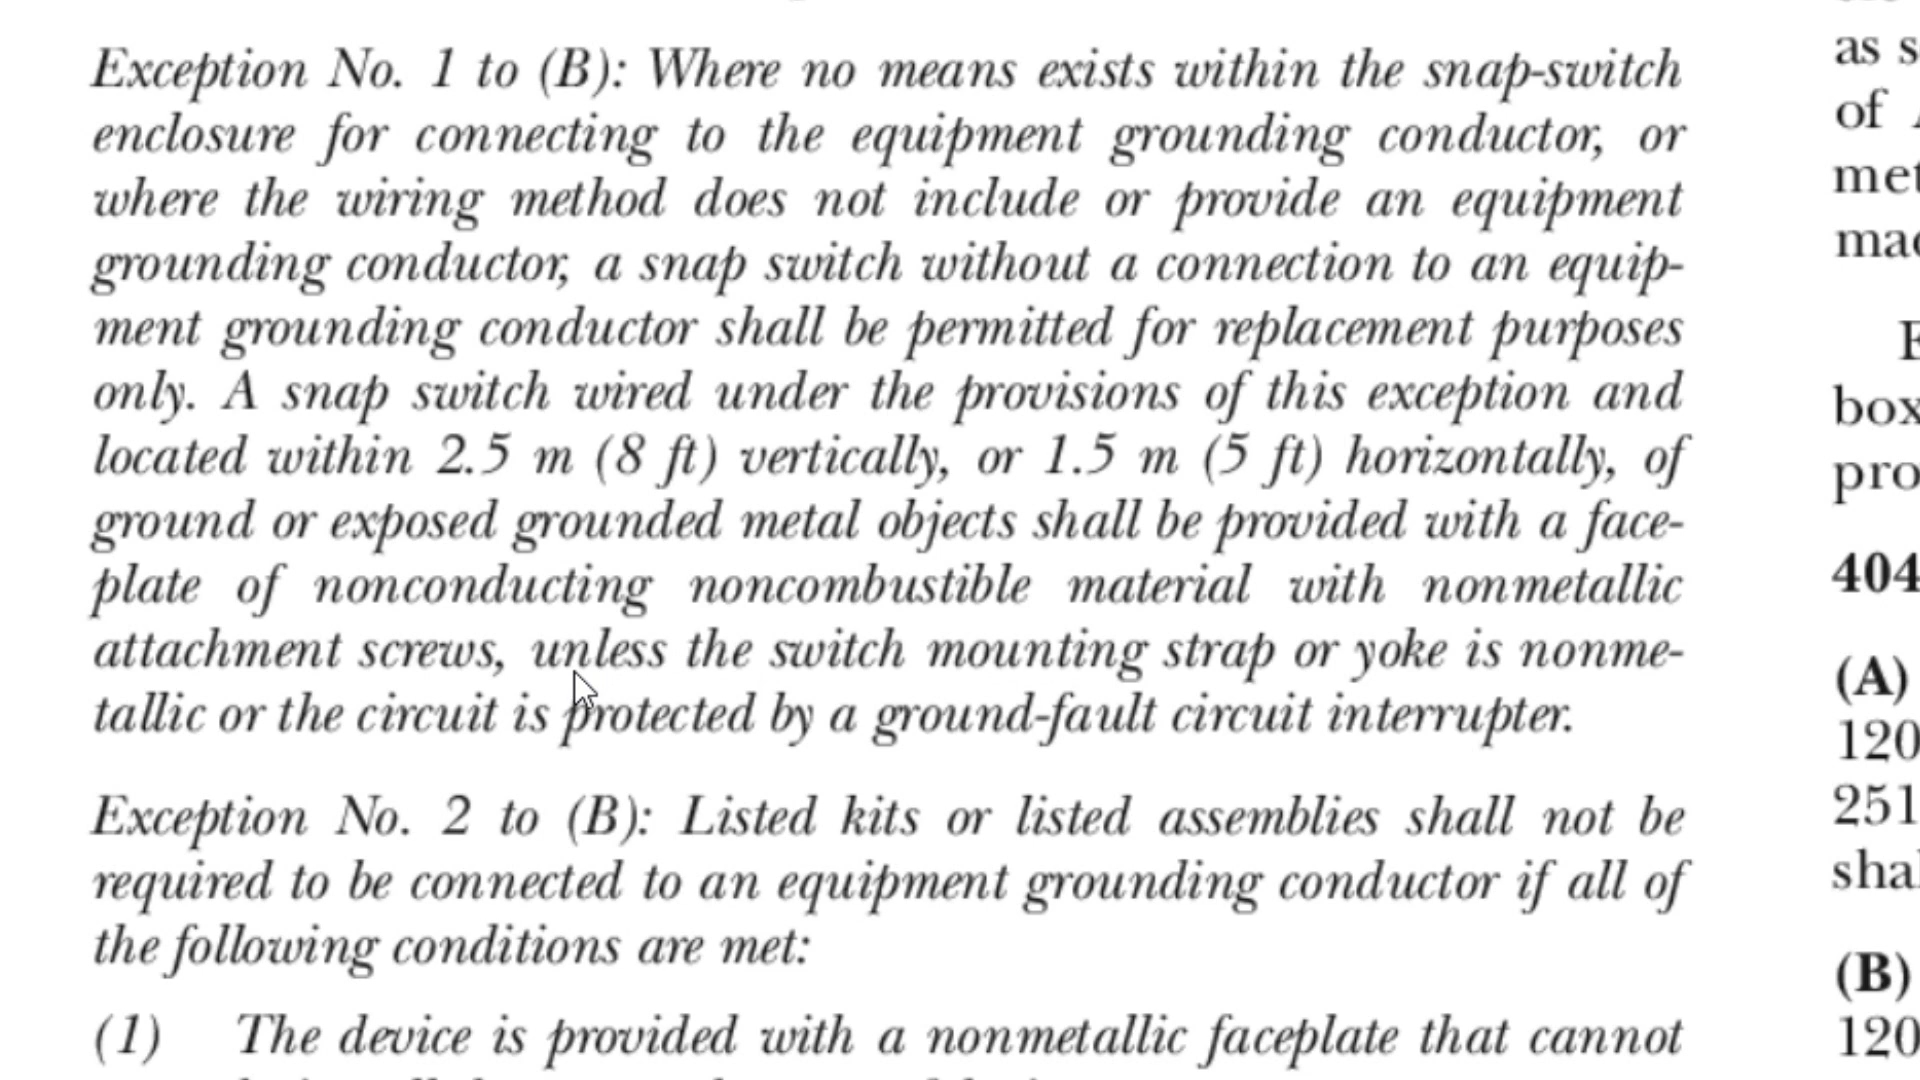 Exception No. 1 to (B): Where no means exists within the snap-switch
enclosure for connecting to the equipment grounding conductor, or
where the wiring method does not include or provide an equipment
grounding conductor, a snap switch without a connection to an equip-
ment grounding conductor shall be permitted for replacement purposes
only. A snap switch wired under the provisions of this exception and
located within 2.5 m (8 ft) vertically, or 1.5 m (5 ft) horizontally, of
ground or exposed grounded metal objects shall be provided with a face-
plate of nonconducting noncombustible material with nonmetallic
attachment screws, unless the switch mounting strap or yoke is nonme-
tallic or the circuit is protected by a ground-fault circuit interrupter.
Exception No. 2 to (B): Listed kits or listed assemblies shall not be
required to be connected to an equipment grounding conductor if all of
the following conditions are met:
(1) The device is provided with a nonmetallic faceplate that cannot
as s
of
met
mad
E
box
pro
404
(A)
120
251
shal
(B)
120